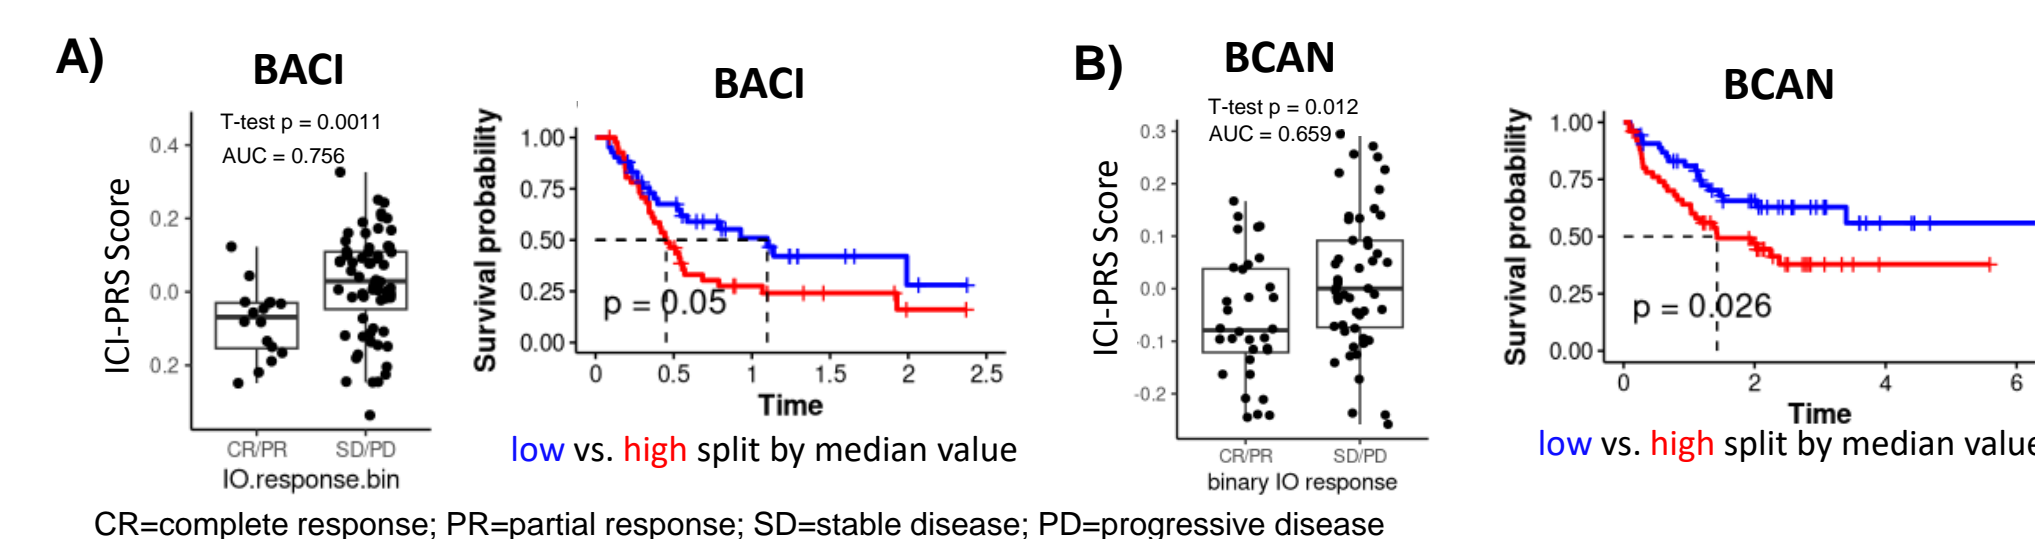 A)
BACI
T-test p = 0.0011
AUC = 0.756
ICI-PRS Score
0.4
0.2
0.0
0.2
CR/PR SD/PD
IO.response.bin
BACI
Survival probability
1.00
0.75
0.50
0.25
0.00
p = 0.05
0 0.5 1 1.5 2 2.5
Time
low vs. high split by median value
B)
BCAN
T-test p = 0.012
AUC = 0.659
ICI-PRS Score
0.3
0.2
0.1
0.0
-0.1
-0.2
CR/PR SD/PD
binary IO response
BCAN
Survival probability
1.00
0.75
0.50
0.25
0.00
p = 0.026
0 2 4 6
Time
low vs. high split by median value
CR=complete response; PR=partial response; SD=stable disease; PD=progressive disease